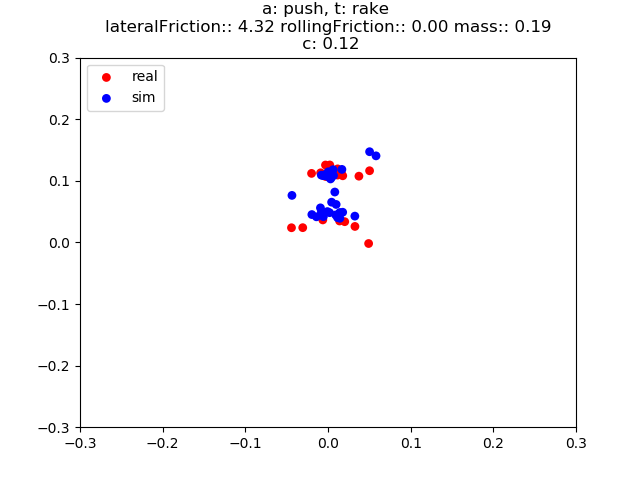 a: push, t: rake
lateralFriction:: 4.32 rollingFriction:: 0.00 mass:: 0.19
c: 0.12
real
sim
0.3
0.2
0.1
0.0
−0.1
−0.2
−0.3
−0.3 −0.2 −0.1 0.0 0.1 0.2 0.3